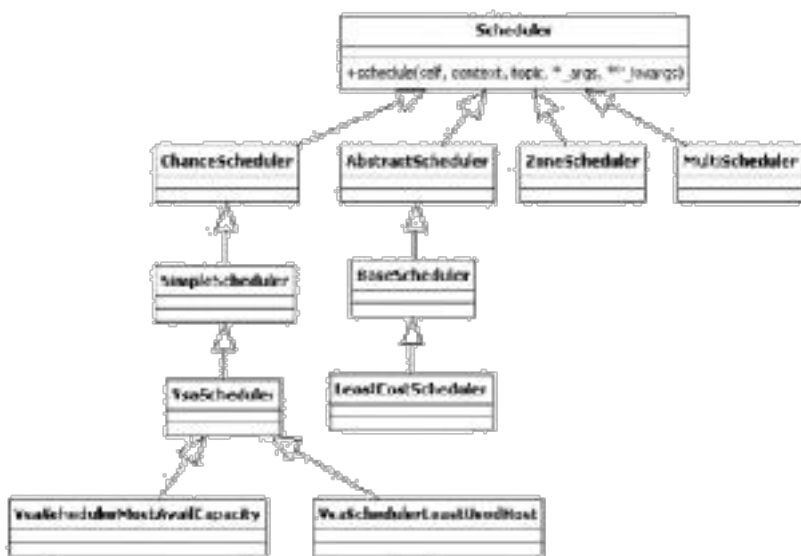 Scheduler
+schedule(self, context, topic, *_args, **_kwargs)
ChanceScheduler
AbstractScheduler
ZoneScheduler
MultiScheduler
SimpleScheduler
BaseScheduler
VsaScheduler
LeastCostScheduler
VsaSchedulerMostAvailCapacity
VsaSchedulerLeastUsedHost